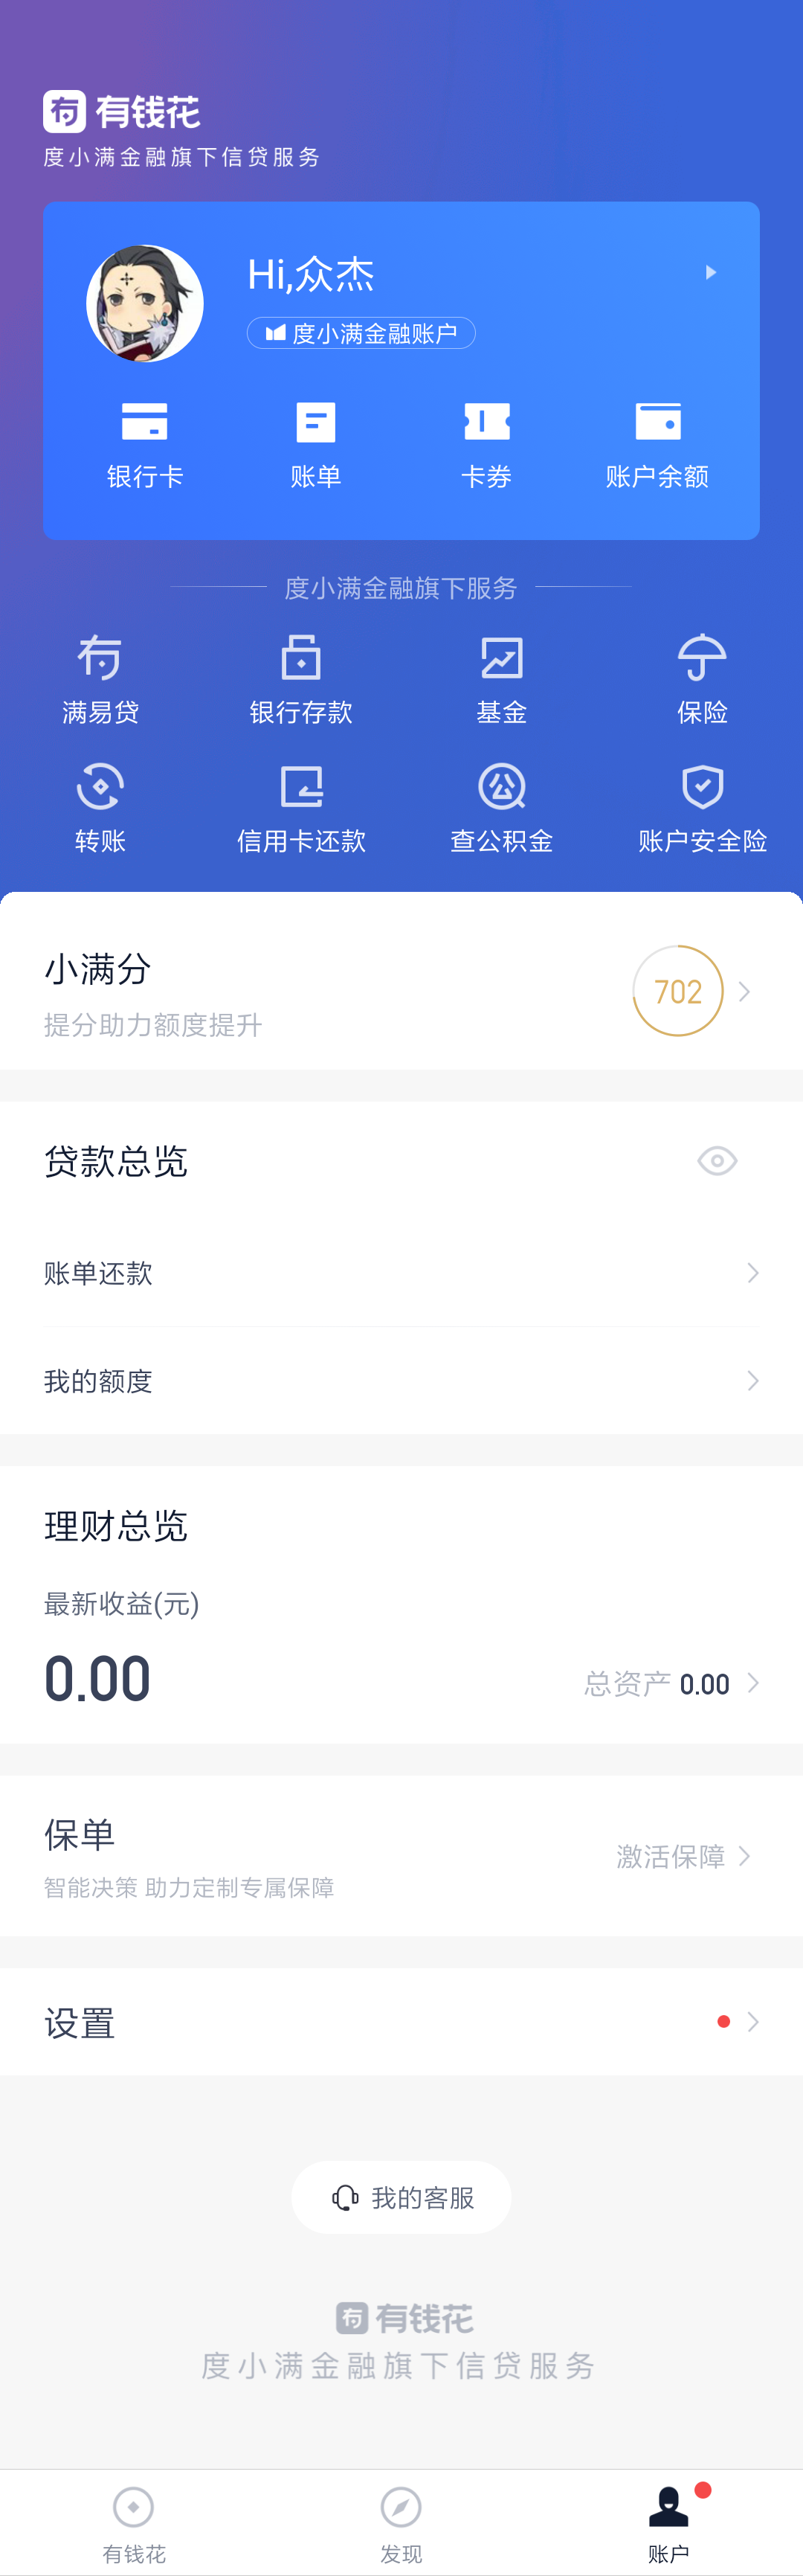 有 有钱花
度小满金融旗下信贷服务
Hi,众杰
度小满金融账户
银行卡 账单 卡券 账户余额
度小满金融旗下服务
满易贷 银行存款 基金 保险
公
转账 信用卡还款 查公积金 账户安全险
小满分
702
提分助力额度提升
贷款总览
账单还款
我的额度
理财总览
最新收益(元)
0.00
总资产 0.00
保单
激活保障
智能决策 助力定制专属保障
设置
我的客服
有 有钱花
度小满金融旗下信贷服务
有钱花 发现 账户